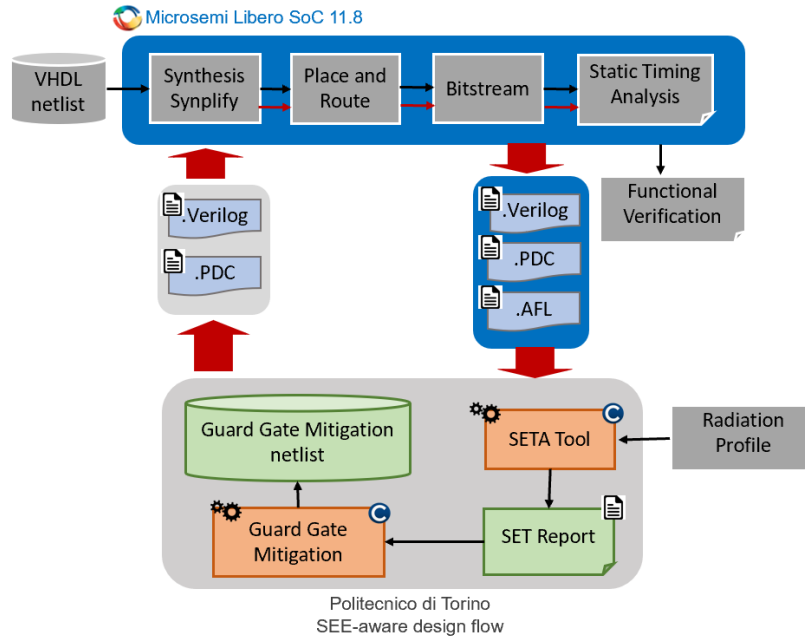 Microsemi Libero SoC 11.8
VHDL
netlist
Synthesis
Synplify
Place and
Route
Bitstream
Static Timing
Analysis
.Verilog
.PDC
.Verilog
.PDC
.AFL
Functional
Verification
Guard Gate Mitigation
netlist
SETA Tool
Radiation
Profile
Guard Gate
Mitigation
SET Report
Politecnico di Torino
SEE-aware design flow